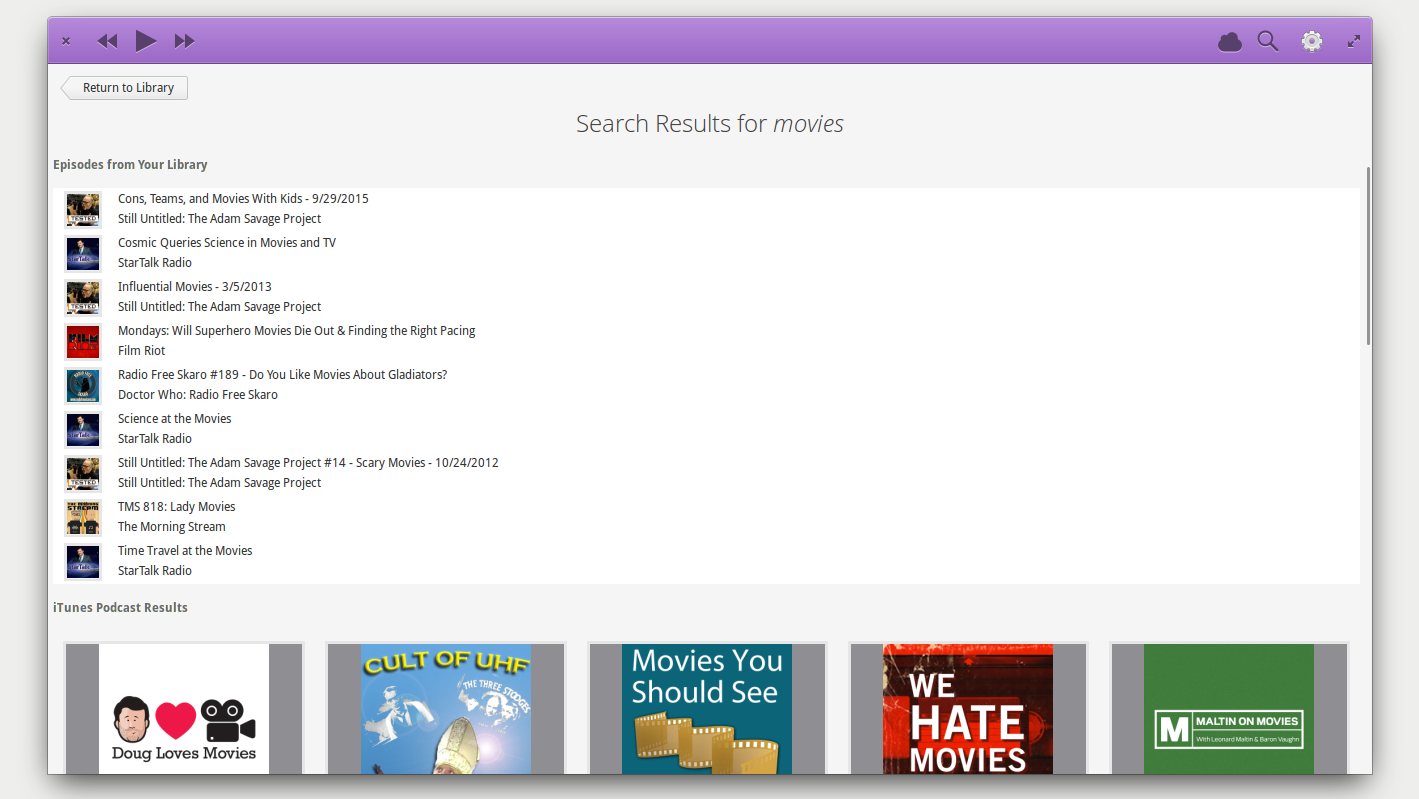 Return to Library
Search Results for movies
Episodes from Your Library
Cons, Teams, and Movies With Kids - 9/29/2015
Still Untitled: The Adam Savage Project
TESTED
Cosmic Queries Science in Movies and TV
StarTalk Radio
StarTalk
Influential Movies - 3/5/2013
Still Untitled: The Adam Savage Project
TESTED
Mondays: Will Superhero Movies Die Out & Finding the Right Pacing
Film Riot
FILM
Radio Free Skaro #189 - Do You Like Movies About Gladiators?
Doctor Who: Radio Free Skaro
Science at the Movies
StarTalk Radio
StarTalk
Still Untitled: The Adam Savage Project #14 - Scary Movies - 10/24/2012
Still Untitled: The Adam Savage Project
TESTED
TMS 818: Lady Movies
The Morning Stream
THE MORNING
STREAM
Time Travel at the Movies
StarTalk Radio
StarTalk
iTunes Podcast Results
Doug Loves Movies
CULT OF UHF
THE THREE STOOGES
Movies You
Should See
WE
HATE
MOVIES
M
MALTIN ON MOVIES
With Leonard Maltin & Baron Vaughn